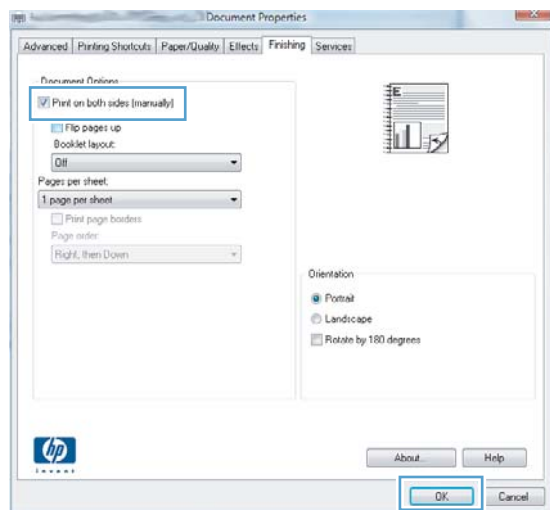 Document Properties
Advanced Printing Shortcuts Paper/Quality Effects Finishing Services
Document Options
Print on both sides (manually)
Flip pages up
Booklet layout:
Off
Pages per sheet:
1 page per sheet
Print page borders
Page order:
Right, then Down
E
Orientation
Portrait
Landscape
Rotate by 180 degrees
hp
invent
About... Help
OK Cancel